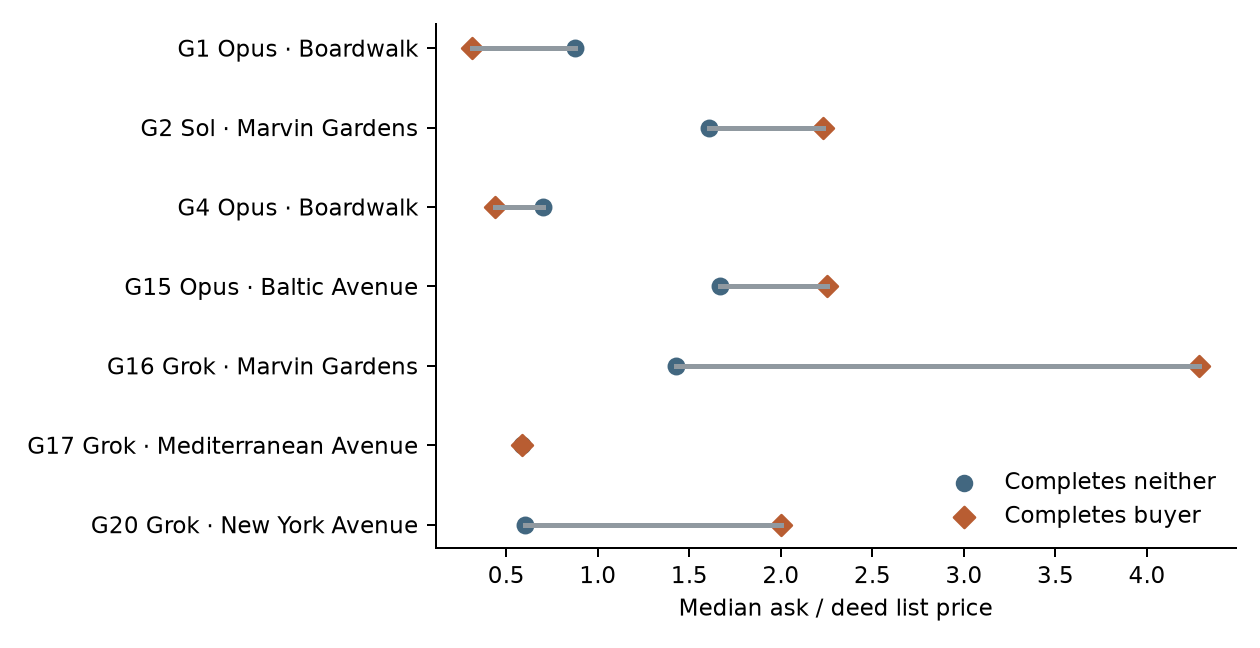 G1 Opus · Boardwalk
G2 Sol · Marvin Gardens
G4 Opus · Boardwalk
G15 Opus · Baltic Avenue
G16 Grok · Marvin Gardens
G17 Grok · Mediterranean Avenue
G20 Grok · New York Avenue
Completes neither
Completes buyer
0.5 1.0 1.5 2.0 2.5 3.0 3.5 4.0
Median ask / deed list price